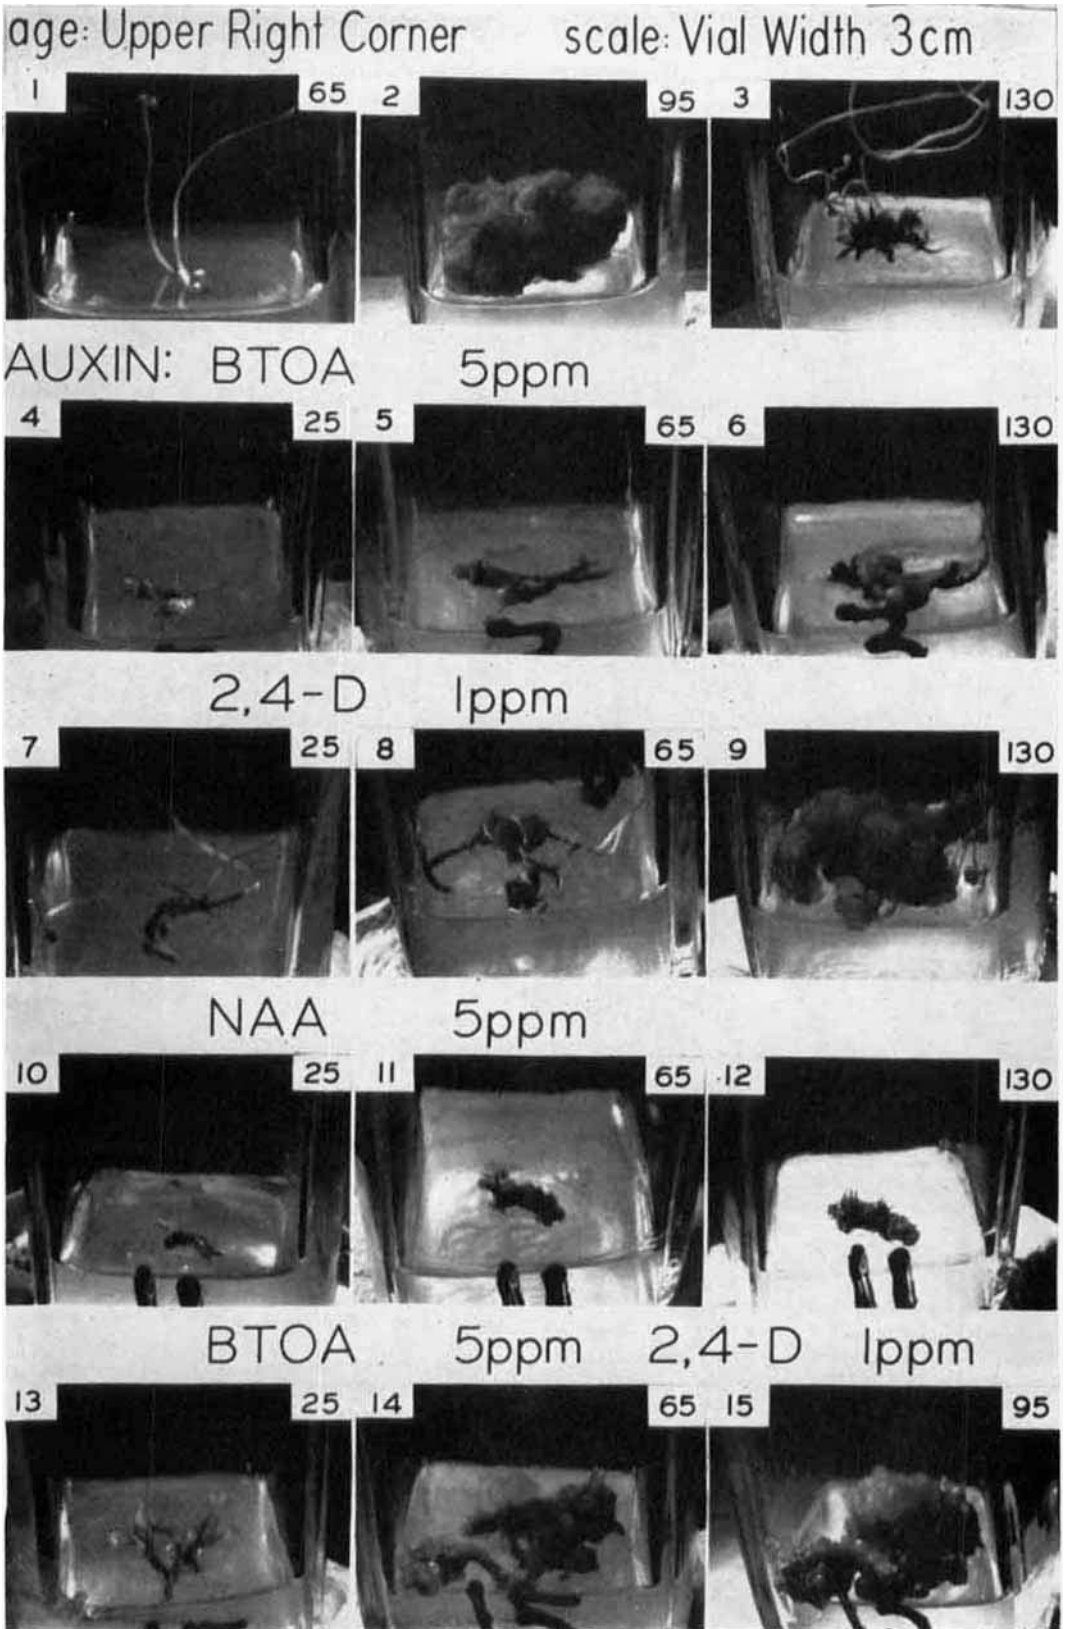 age: Upper Right Corner scale: Vial Width 3cm
1 65 2 95 3 130
AUXIN: BTOA 5ppm
4 25 5 65 6 130
2,4-D 1ppm
7 25 8 65 9 130
NAA 5ppm
10 25 11 65 12 130
BTOA 5ppm 2,4-D 1ppm
13 25 14 65 15 95